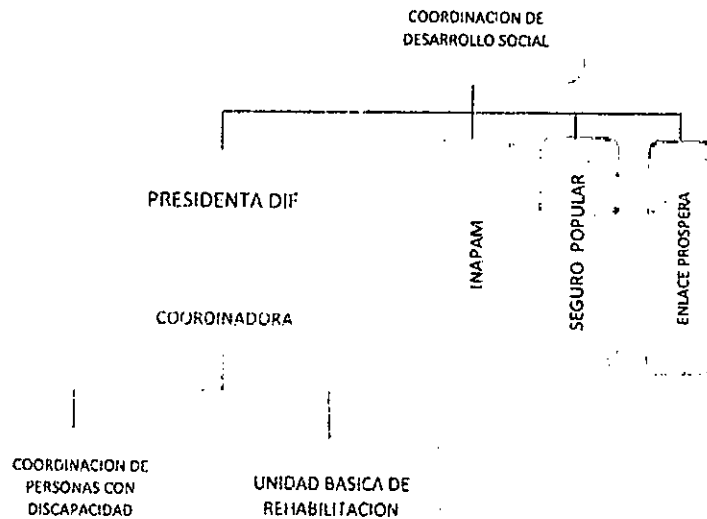 COORDINACION DE
DESARROLLO SOCIAL
PRESIDENTA DIF
INAPAM
SEGURO POPULAR
ENLACE PROSPERA
COORDINADORA
COORDINACION DE
PERSONAS CON
DISCAPACIDAD
UNIDAD BASICA DE
REHABILITACION